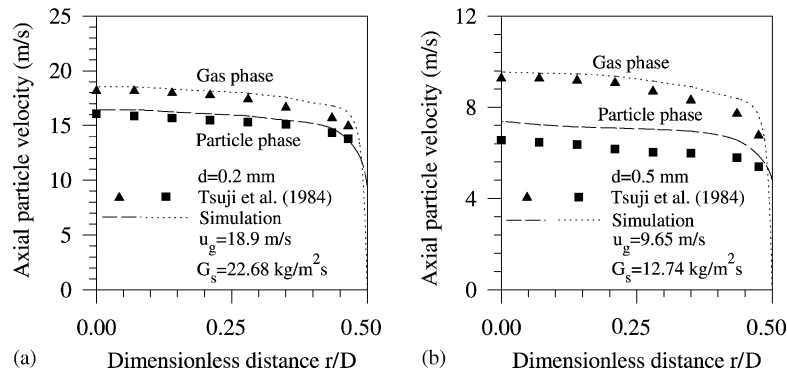 25
20
15
10
5
0
Axial particle velocity (m/s)
Gas phase
Particle phase
d=0.2 mm
Tsuji et al. (1984)
Simulation
u_g=18.9 m/s
G_s=22.68 kg/m²s
0.00
0.25
0.50
(a)
Dimensionless distance r/D
12
8
4
0
Axial particle velocity (m/s)
Gas phase
Particle phase
d=0.5 mm
Tsuji et al. (1984)
Simulation
u_g=9.65 m/s
G_s=12.74 kg/m²s
0.00
0.25
0.50
(b)
Dimensionless distance r/D